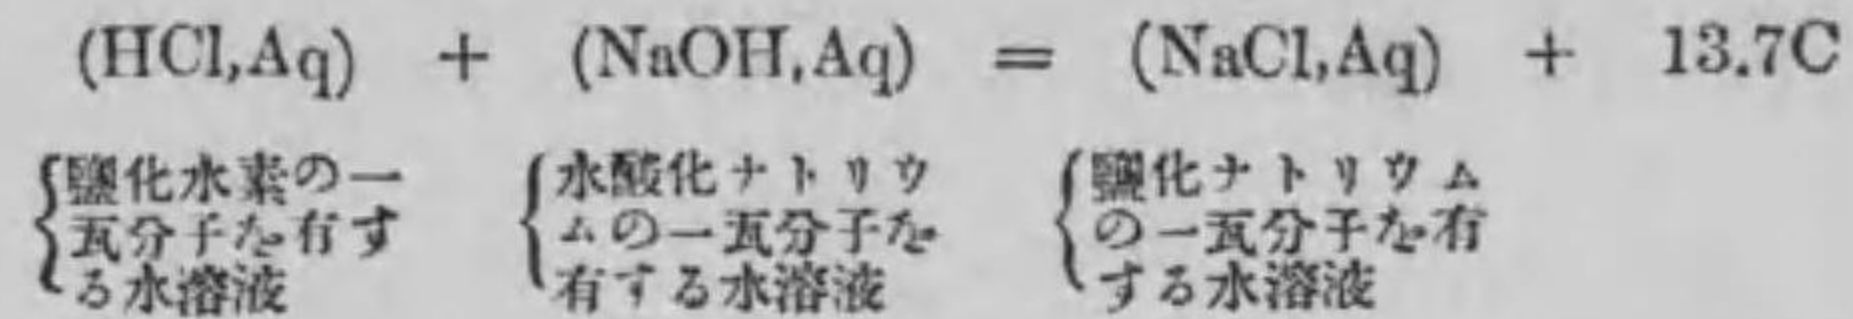 (HCl,Aq) + (NaOH,Aq) = (NaCl,Aq) + 13.7C
鹽化水素の一
瓦分子を有す
る水溶液
水酸化ナトリウ
ムの一瓦分子を
有する水溶液
鹽化ナトリウム
の一瓦分子を有
する水溶液